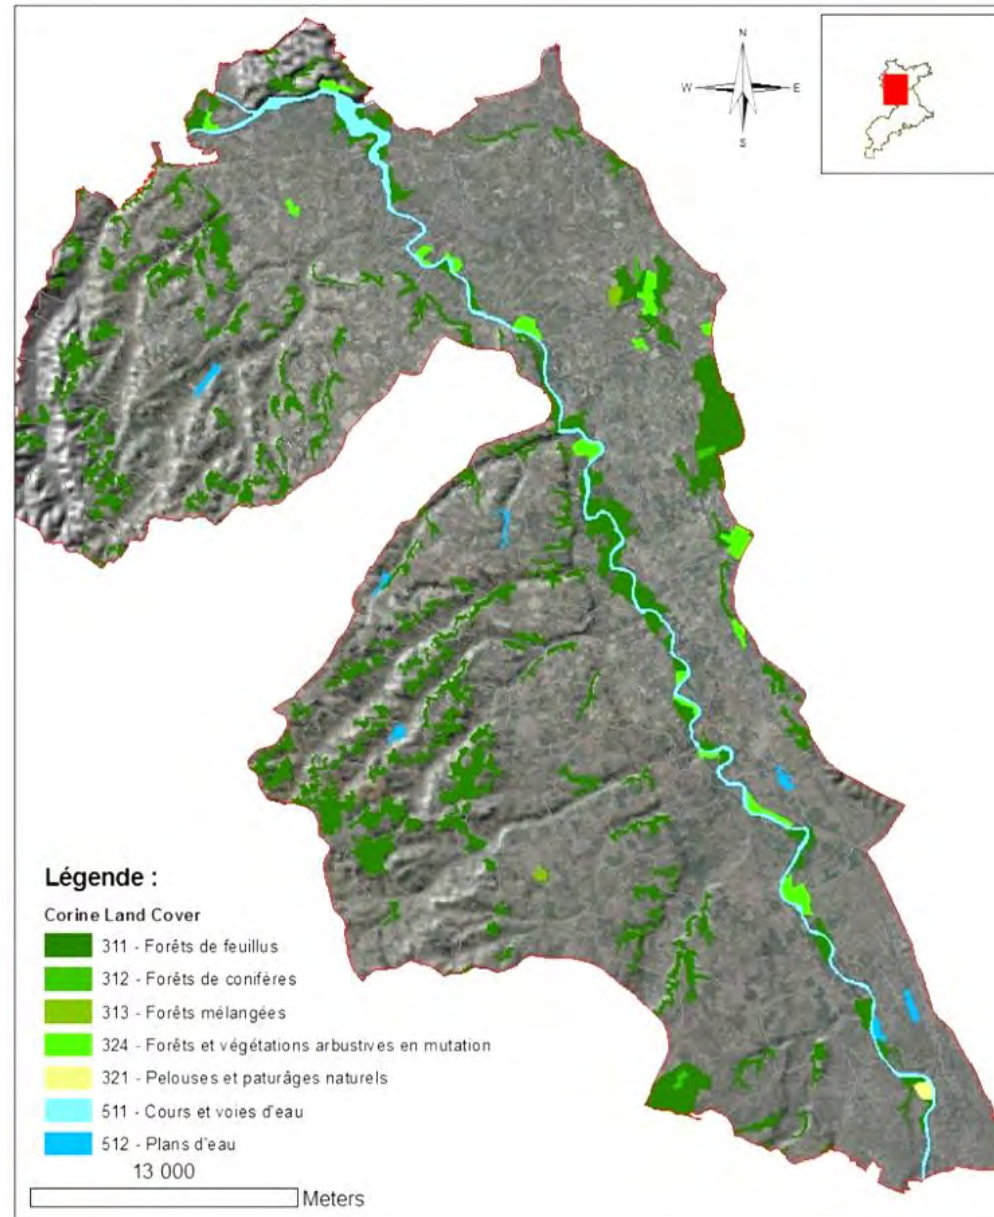 N
W E
S
Légende :
Corine Land Cover
311 - Forêts de feuillus
312 - Forêts de conifères
313 - Forêts mélangées
324 - Forêts et végétations arbustives en mutation
321 - Pelouses et paturâges naturels
511 - Cours et voies d'eau
512 - Plans d'eau
13 000
Meters